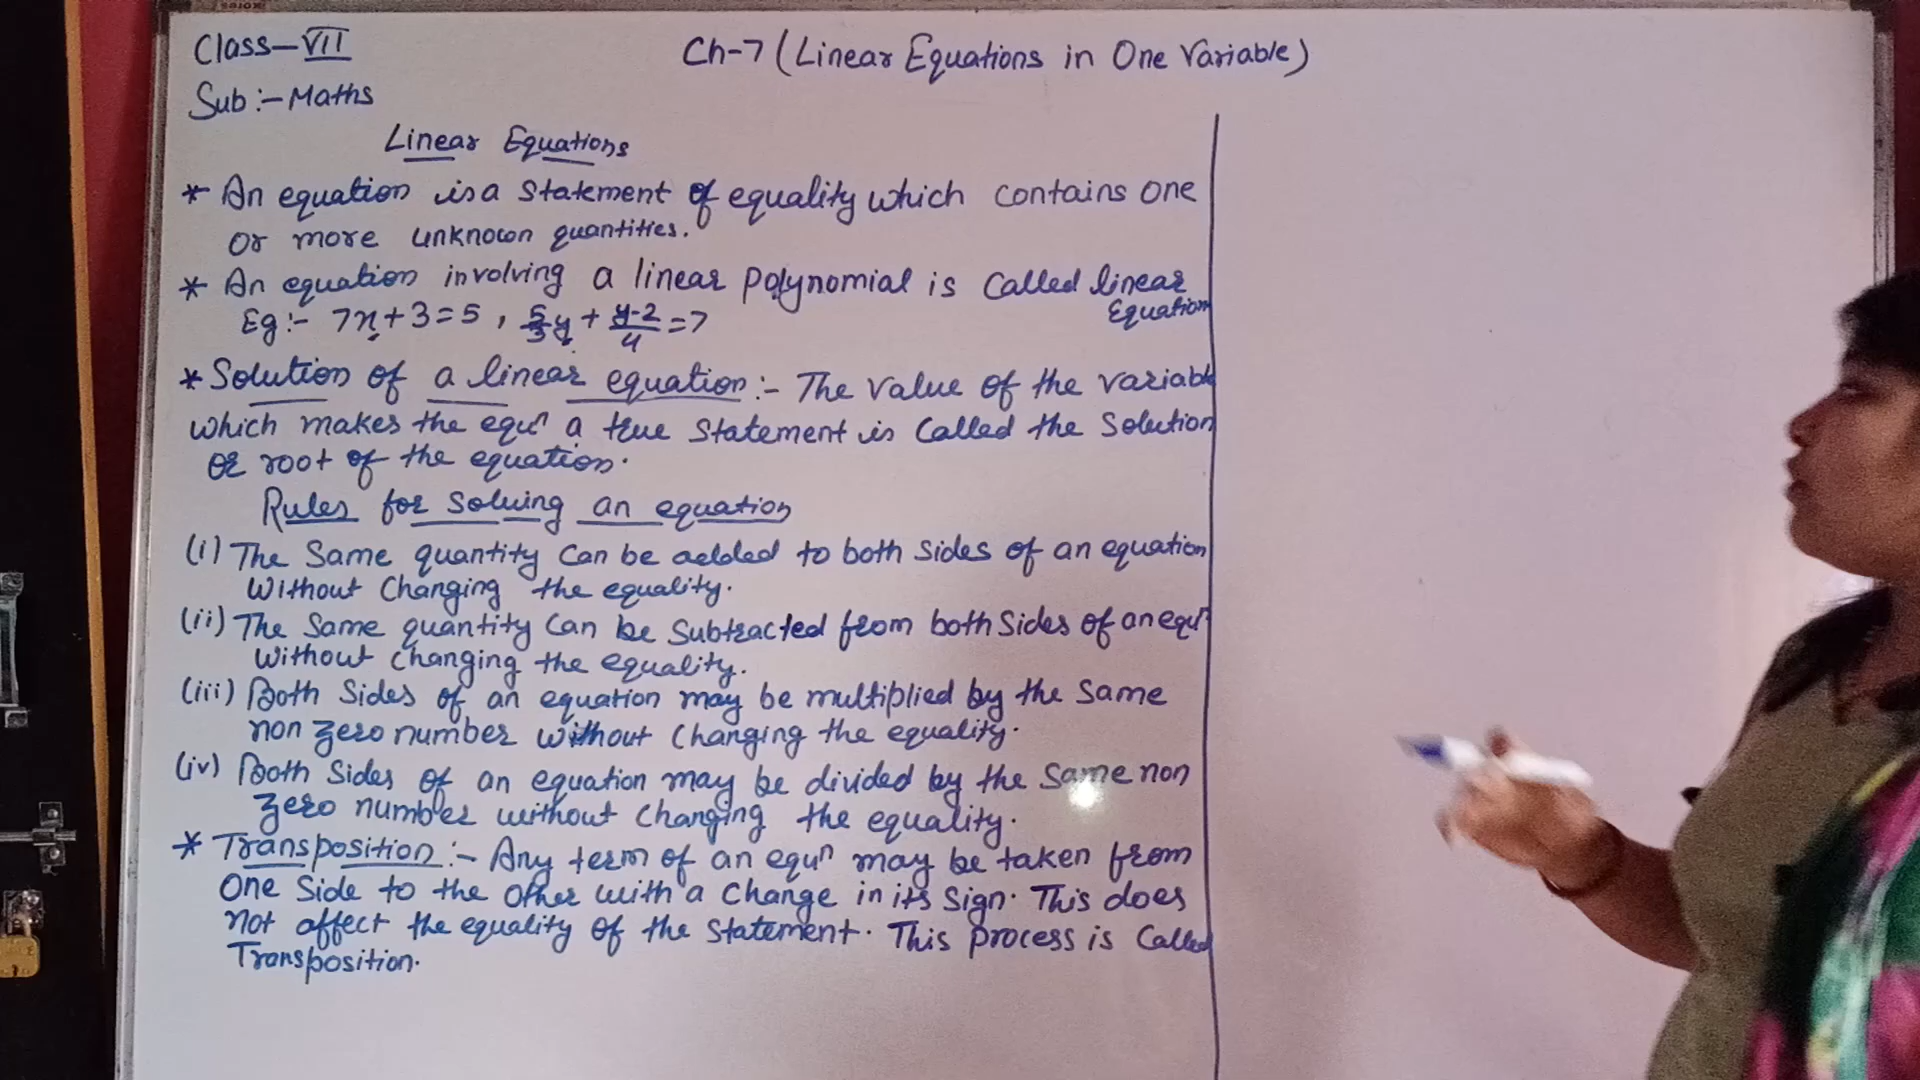 Class-VII
Ch-7 (Linear Equations in One Variable)
Sub:- Maths
Linear Equations
* An equation is a statement of equality which contains one
or more unknown quantities.
* An equation involving a linear polynomial is called linear
Equation
Eg:- 7x+3=5, 5/3y + y-2/4 = 7
* Solution of a linear equation:- The value of the variable
which makes the equⁿ a true statement is called the solution
or root of the equation.
Rules for solving an equation
(i) The same quantity can be added to both sides of an equation
without changing the equality.
(ii) The same quantity can be subtracted from both sides of an equⁿ
without changing the equality.
(iii) Both sides of an equation may be multiplied by the same
non zero number without changing the equality.
(iv) Both sides of an equation may be divided by the same non
zero number without changing the equality.
* Transposition:- Any term of an equⁿ may be taken from
one side to the other with a change in its sign. This does
not affect the equality of the statement. This process is called
Transposition.